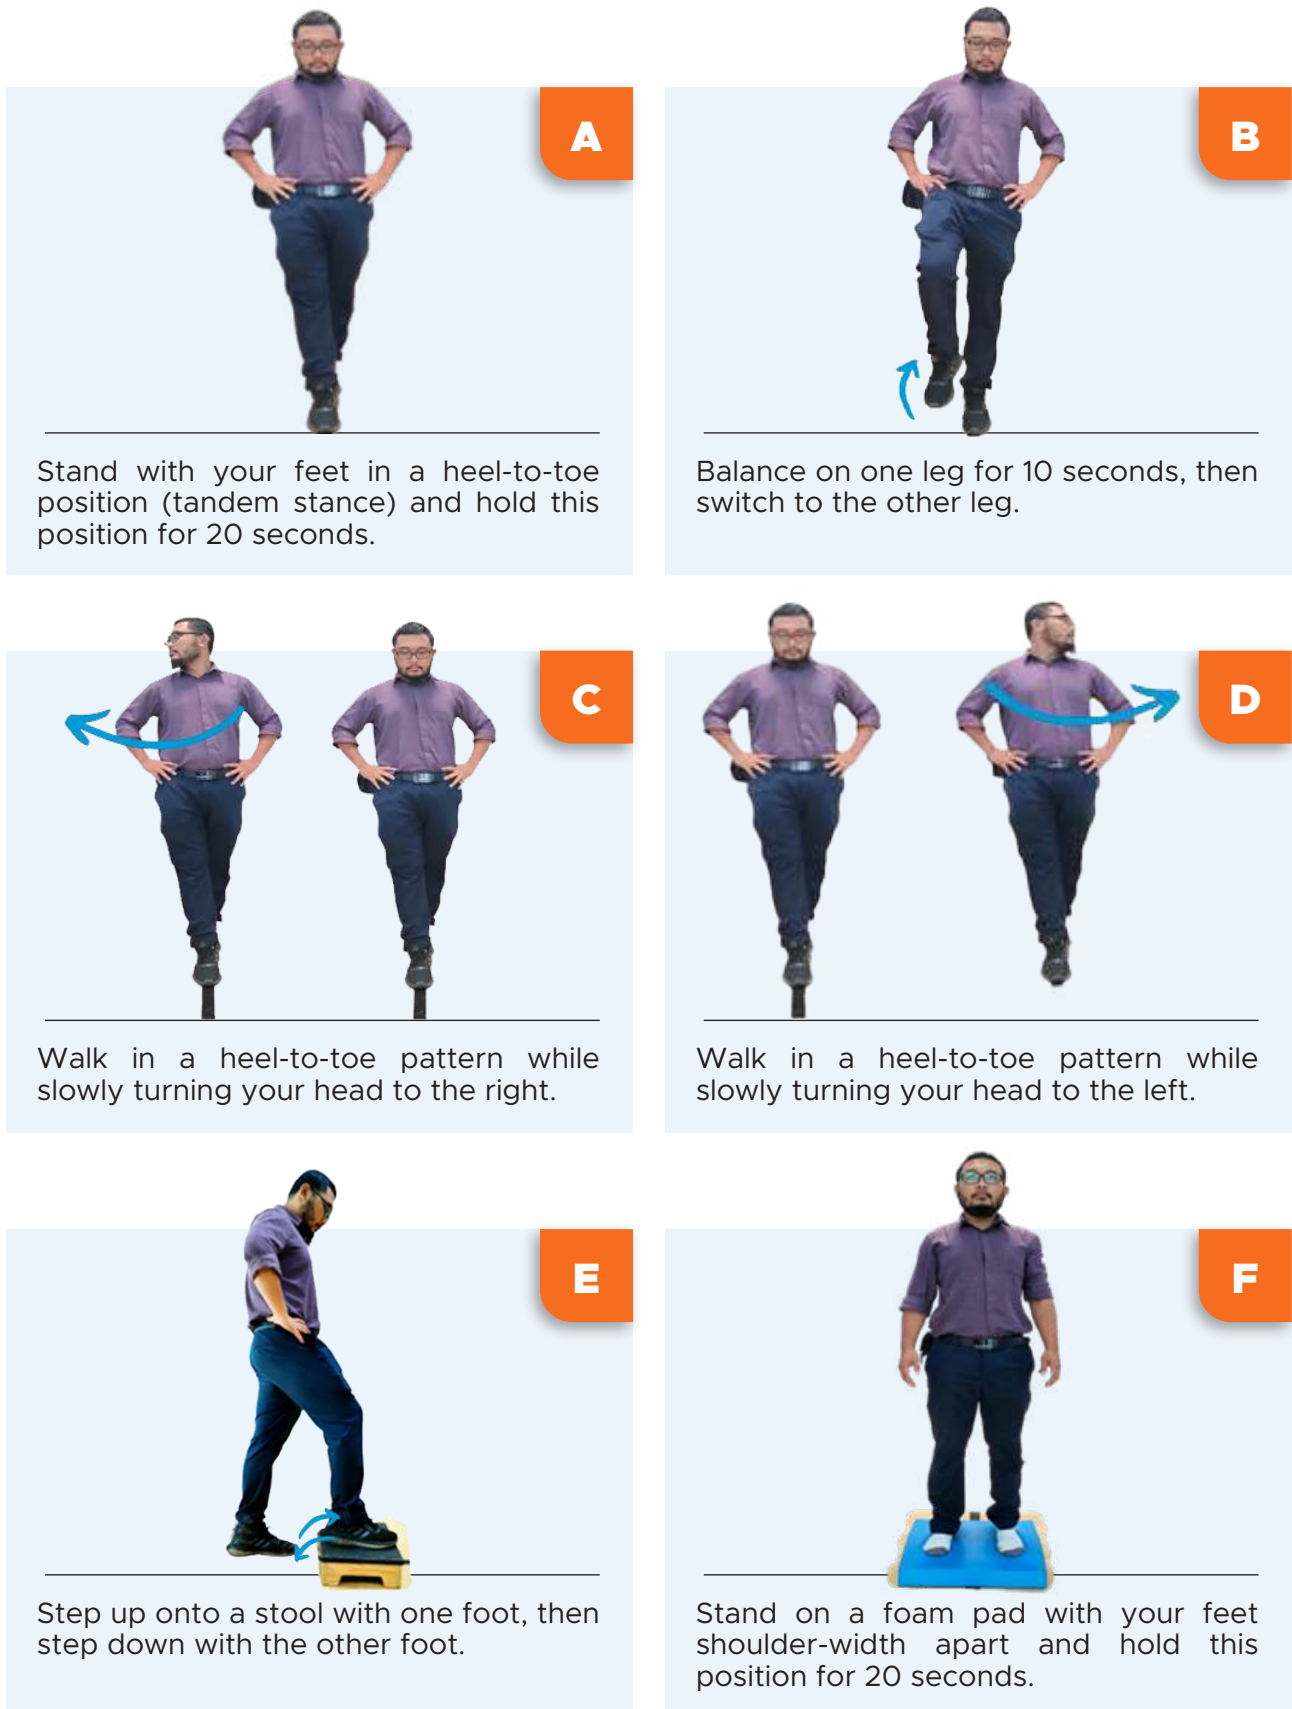 A
Stand with your feet in a heel-to-toe
position (tandem stance) and hold this
position for 20 seconds.
B
Balance on one leg for 10 seconds, then
switch to the other leg.
C
Walk in a heel-to-toe pattern while
slowly turning your head to the right.
D
Walk in a heel-to-toe pattern while
slowly turning your head to the left.
E
Step up onto a stool with one foot, then
step down with the other foot.
F
Stand on a foam pad with your feet
shoulder-width apart and hold this
position for 20 seconds.